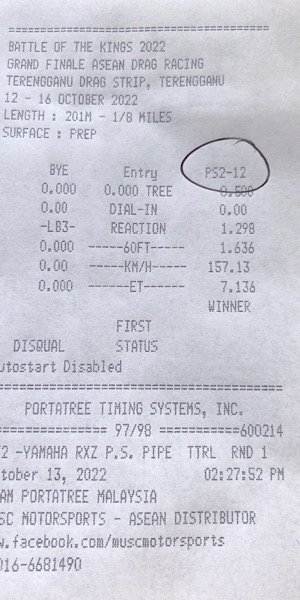 =====================================
BATTLE OF THE KINGS 2022
GRAND FINALE ASEAN DRAG RACING
TERENGGANU DRAG STRIP, TERENGGANU
12 - 16 OCTOBER 2022
LENGTH : 201M - 1/8 MILES
SURFACE : PREP
BYE Entry PS2-12
0.000 0.000 TREE 0.500
0.00 DIAL-IN 0.00
-LB3- REACTION 1.298
0.000 ------60FT----- 1.636
0.00 ------KM/H----- 157.13
0.000 ------ET------ 7.136
WINNER
FIRST
DISQUAL STATUS
utostart Disabled
=====================================
PORTATREE TIMING SYSTEMS, INC.
=============== 97/98 ===========600214
2 -YAMAHA RXZ P.S. PIPE TTRL RND 1
tober 13, 2022 02:27:52 PM
AM PORTATREE MALAYSIA
SC MOTORSPORTS - ASEAN DISTRIBUTOR
w.facebook.com/muscmotorsports
016-6681490